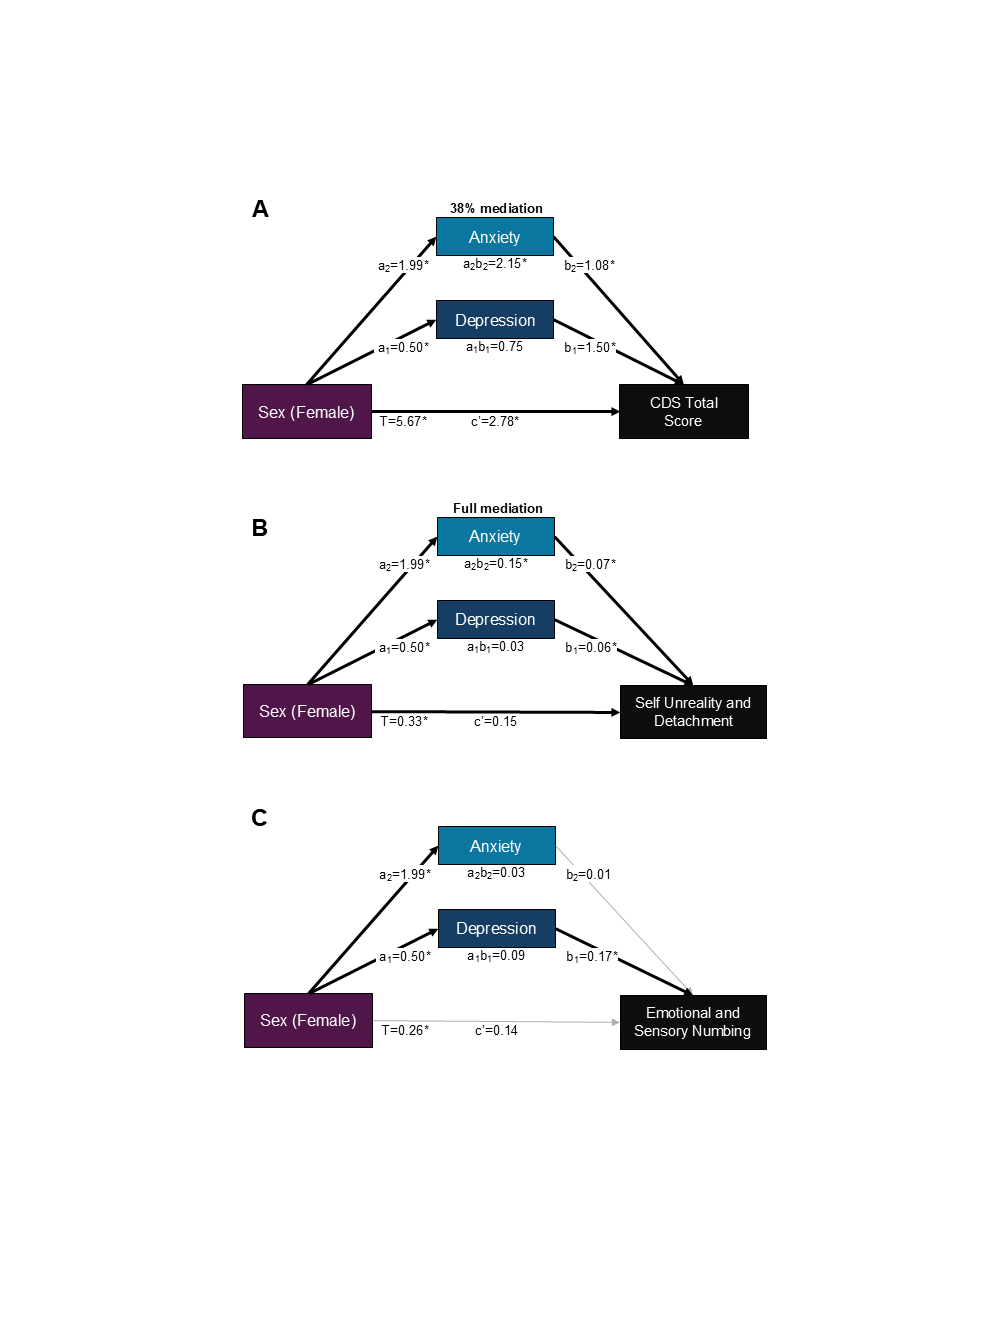 A
38% mediation
Anxiety
a₂=1.99*
a₂b₂=2.15*
b₂=1.08*
Depression
a₁=0.50*
a₁b₁=0.75
b₁=1.50*
Sex (Female)
T=5.67*
c'=2.78*
CDS Total
Score
B
Full mediation
Anxiety
a₂=1.99*
a₂b₂=0.15*
b₂=0.07*
Depression
a₁=0.50*
a₁b₁=0.03
b₁=0.06*
Sex (Female)
T=0.33*
c'=0.15
Self Unreality and
Detachment
C
Anxiety
a₂=1.99*
a₂b₂=0.03
b₂=0.01
Depression
a₁=0.50*
a₁b₁=0.09
b₁=0.17*
Sex (Female)
T=0.26*
c'=0.14
Emotional and
Sensory Numbing